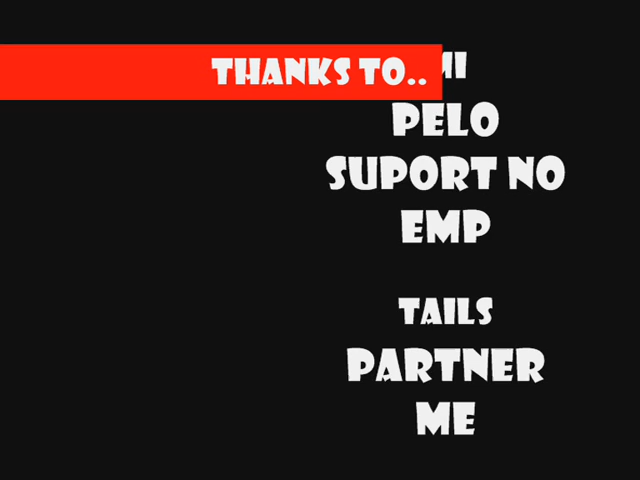 THANKS TO..
PELO
SUPORT NO
EMP
TAILS
PARTNER
ME